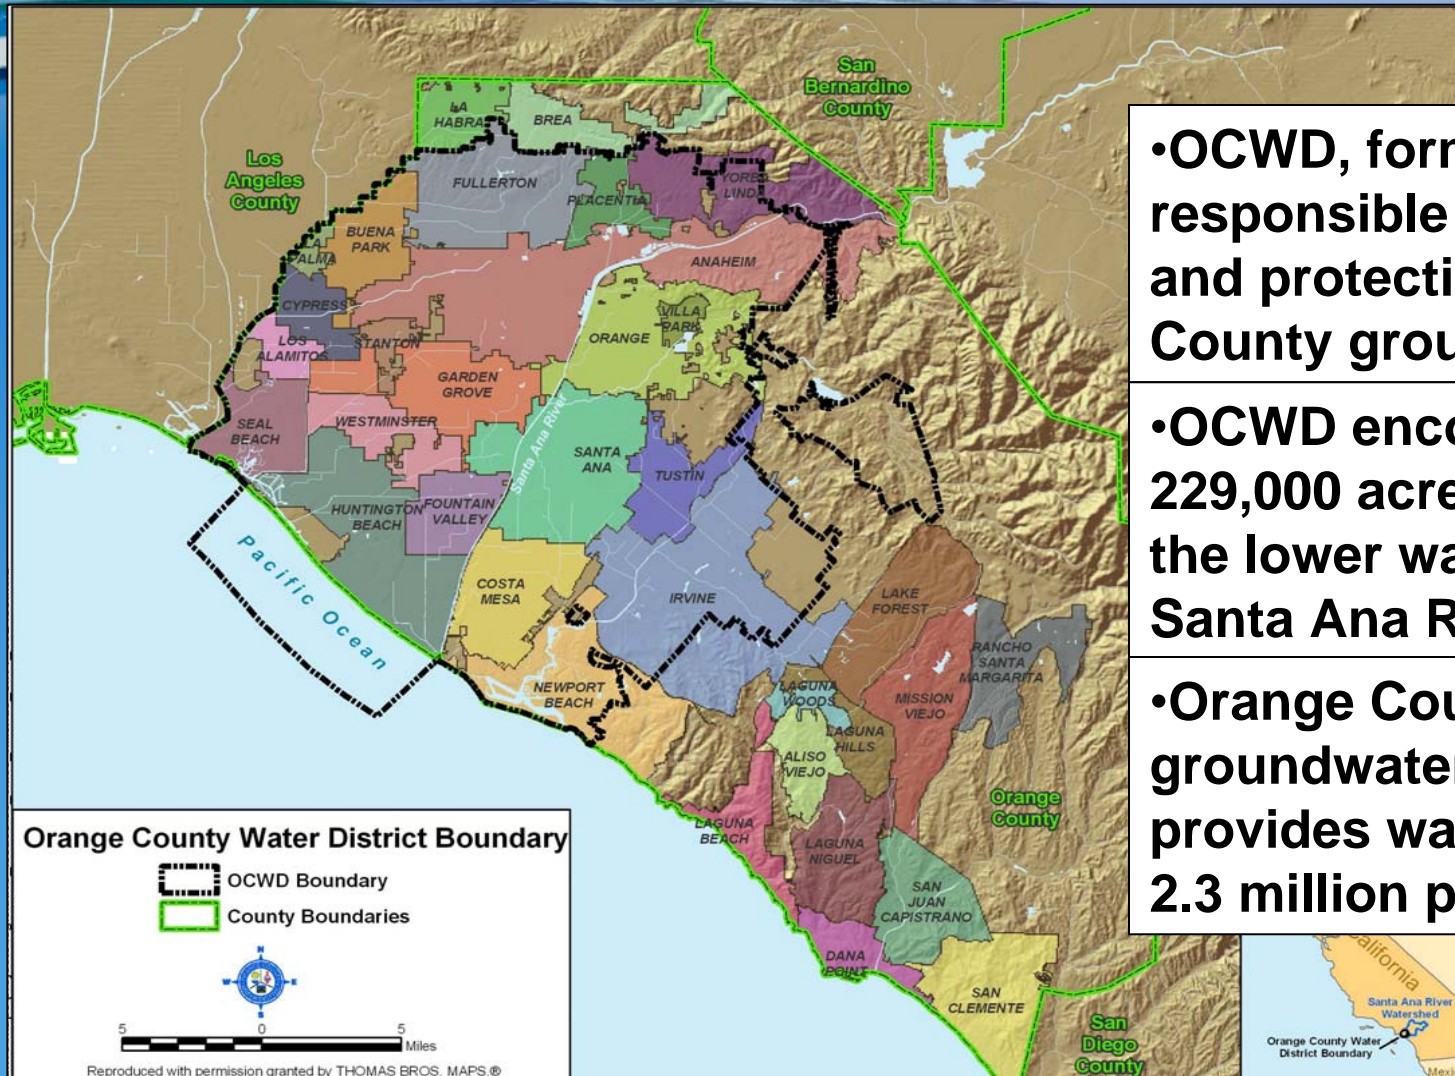 San
Bernardino
County
Los
Angeles
County
LA
HABRA
BREA
FULLERTON
PLACENTIA
YORBA
LINDA
BUENA
PARK
LA
PALMA
ANAHEIM
CYPRESS
VILLA
PARK
ORANGE
LOS
ALAMITOS
STANTON
GARDEN
GROVE
SEAL
BEACH
WESTMINSTER
Santa Ana River
SANTA
ANA
TUSTIN
HUNTINGTON
BEACH
FOUNTAIN
VALLEY
Pacific Ocean
COSTA
MESA
IRVINE
LAKE
FOREST
RANCHO
SANTA
MARGARITA
NEWPORT
BEACH
LAGUNA
WOODS
MISSION
VIEJO
LAGUNA
HILLS
ALISO
VIEJO
Orange
County
LAGUNA
BEACH
LAGUNA
NIGUEL
SAN
JUAN
CAPISTRANO
DANA
POINT
SAN
CLEMENTE
San
Diego
County
Orange County Water District Boundary
OCWD Boundary
County Boundaries
N
W E
S
5 0 5
Miles
Reproduced with permission granted by THOMAS BROS. MAPS ®
•OCWD, for
responsible
and protecti
County grou
•OCWD enco
229,000 acre
the lower wa
Santa Ana R
•Orange Cou
groundwater
provides wa
2.3 million p
California
Santa Ana River
Watershed
Orange County Water
District Boundary
Mexi